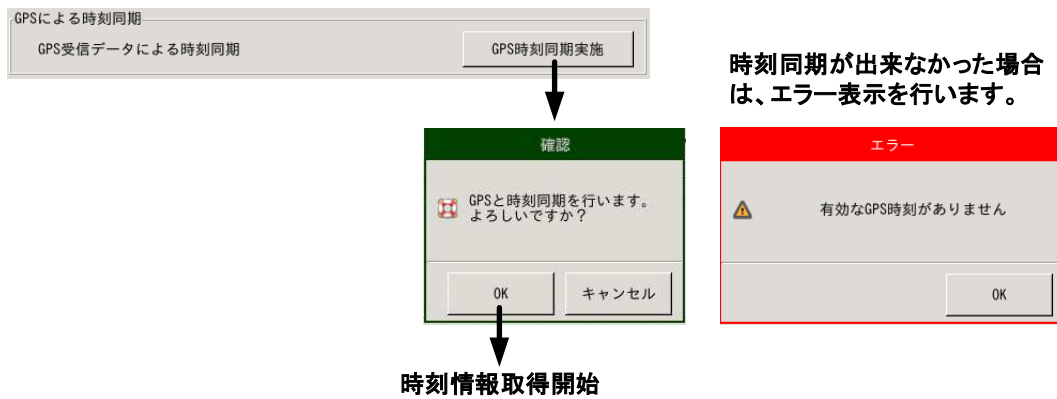 GPSによる時刻同期
GPS受信データによる時刻同期
GPS時刻同期実施
時刻同期が出来なかった場合
は、エラー表示を行います。
確認
GPSと時刻同期を行います。
よろしいですか？
OK
キャンセル
エラー
有効なGPS時刻がありません
OK
時刻情報取得開始